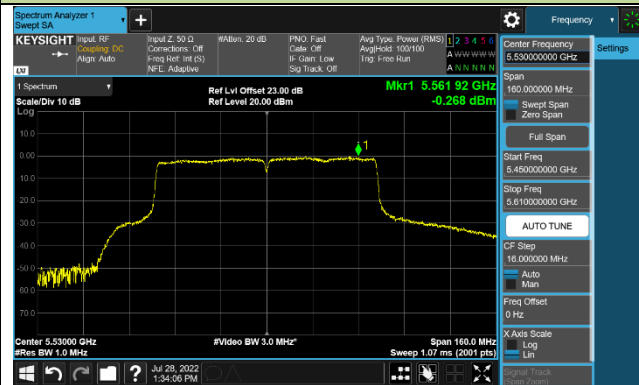 Spectrum Analyzer 1
Swept SA
Frequency
KEYSIGHT
Input: RF
Coupling: DC
Align: Auto
Input Z: 50 Ω
Corrections: Off
Freq Ref: Int (S)
NFE: Adaptive
#Atten: 20 dB
PNO: Fast
Gate: Off
IF Gain: Low
Sig Track: Off
Avg Type: Power (RMS)
Avg|Hold: 100/100
Trig: Free Run
1 2 3 4 5 6
A W W W W W
A N N N N N
LXI
1 Spectrum
Scale/Div 10 dB
Log
Ref Lvl Offset 23.00 dB
Ref Level 20.00 dBm
Mkr1 5.561 92 GHz
-0.268 dBm
1
10.0
0.00
-10.0
-20.0
-30.0
-40.0
-50.0
-60.0
-70.0
Center 5.53000 GHz
#Res BW 1.0 MHz
#Video BW 3.0 MHz*
Span 160.0 MHz
Sweep 1.07 ms (2001 pts)
Jul 28, 2022
1:34:06 PM
Center Frequency
5.530000000 GHz
Settings
Span
160.000000 MHz
Swept Span
Zero Span
Full Span
Start Freq
5.450000000 GHz
Stop Freq
5.610000000 GHz
AUTO TUNE
CF Step
16.000000 MHz
Auto
Man
Freq Offset
0 Hz
X Axis Scale
Log
Lin
Signal Track
(Span Zoom)